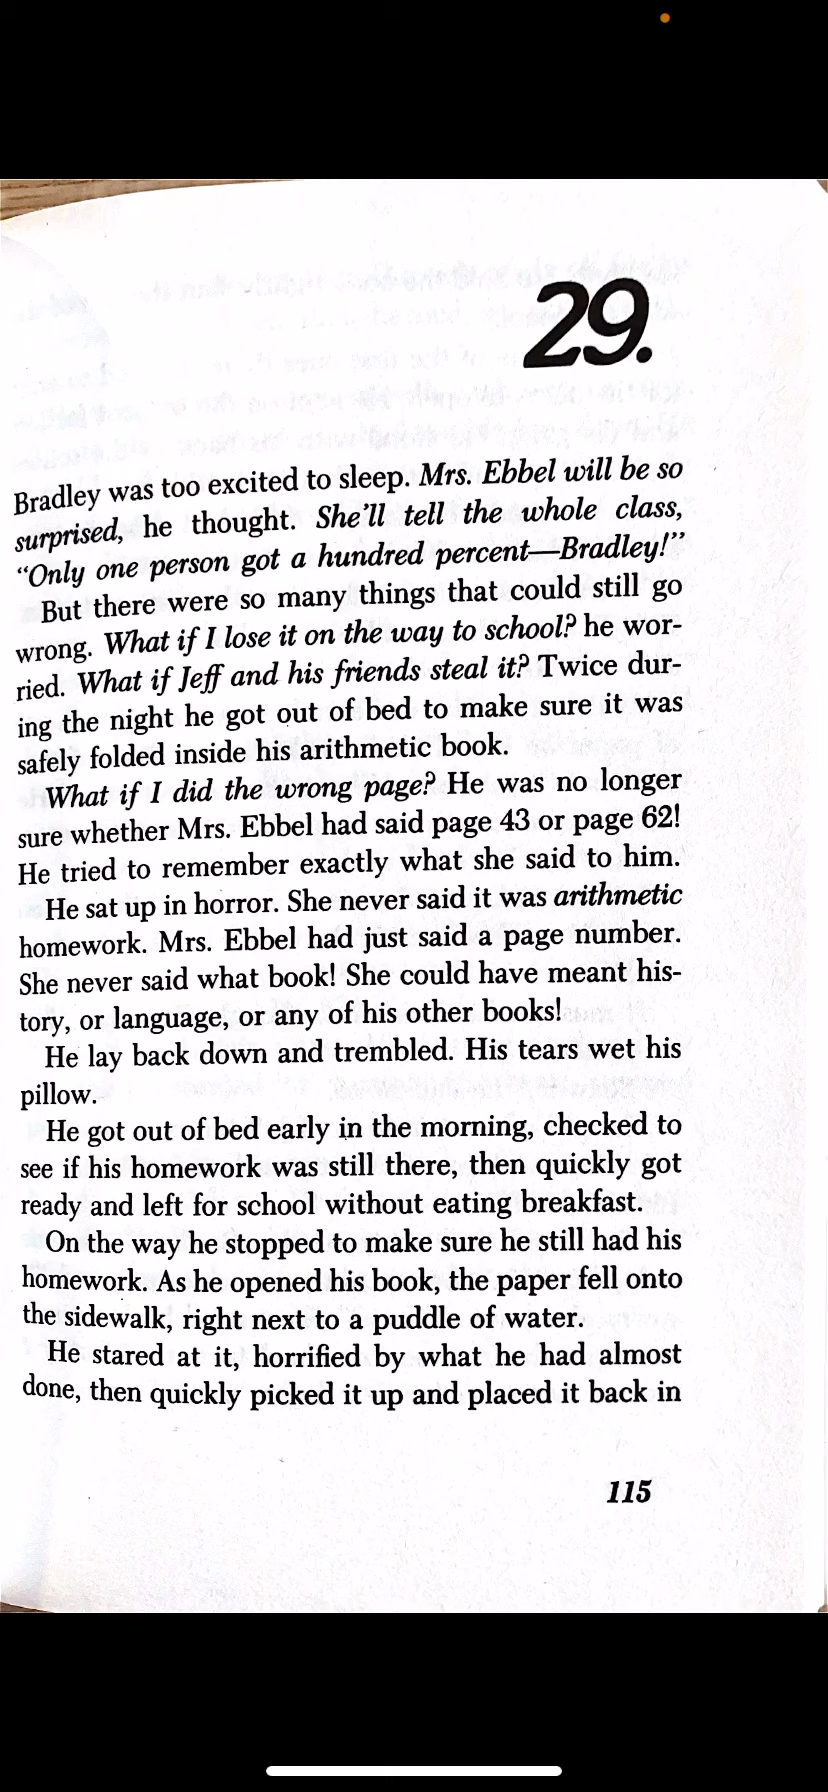 29.
Bradley was too excited to sleep. Mrs. Ebbel will be so
surprised, he thought. She'll tell the whole class,
“Only one person got a hundred percent—Bradley!”
But there were so many things that could still go
wrong. What if I lose it on the way to school? he wor-
ried. What if Jeff and his friends steal it? Twice dur-
ing the night he got out of bed to make sure it was
safely folded inside his arithmetic book.
What if I did the wrong page? He was no longer
sure whether Mrs. Ebbel had said page 43 or page 62!
He tried to remember exactly what she said to him.
He sat up in horror. She never said it was arithmetic
homework. Mrs. Ebbel had just said a page number.
She never said what book! She could have meant his-
tory, or language, or any of his other books!
He lay back down and trembled. His tears wet his
pillow.
He got out of bed early in the morning, checked to
see if his homework was still there, then quickly got
ready and left for school without eating breakfast.
On the way he stopped to make sure he still had his
homework. As he opened his book, the paper fell onto
the sidewalk, right next to a puddle of water.
He stared at it, horrified by what he had almost
done, then quickly picked it up and placed it back in
115